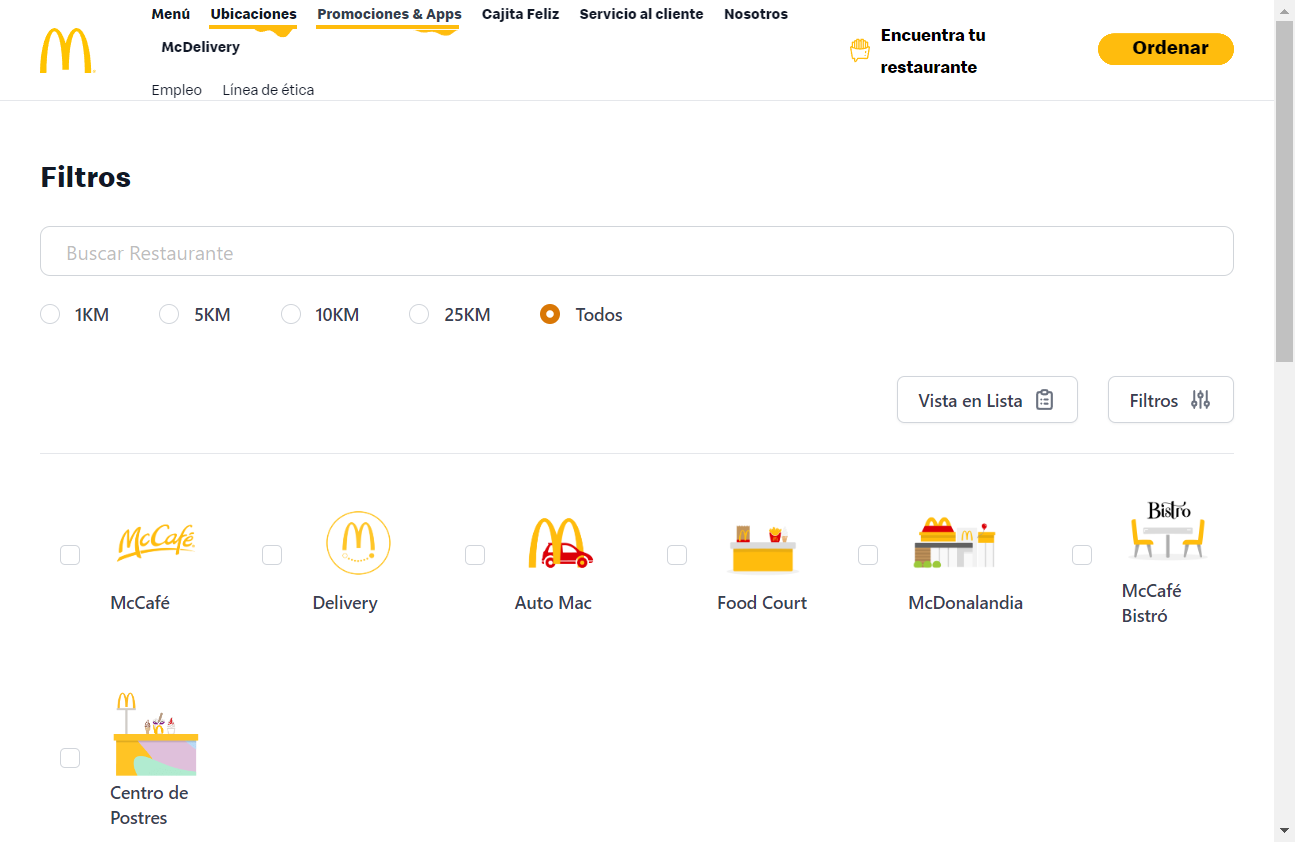 Menú Ubicaciones Promociones & Apps Cajita Feliz Servicio al cliente Nosotros
McDelivery
Encuentra tu
restaurante
Ordenar
Empleo Línea de ética
Filtros
Buscar Restaurante
1KM 5KM 10KM 25KM Todos
Vista en Lista Filtros
McCafé
Bistró
McCafé Delivery Auto Mac Food Court McDonalandia McCafé
Bistró
Centro de
Postres